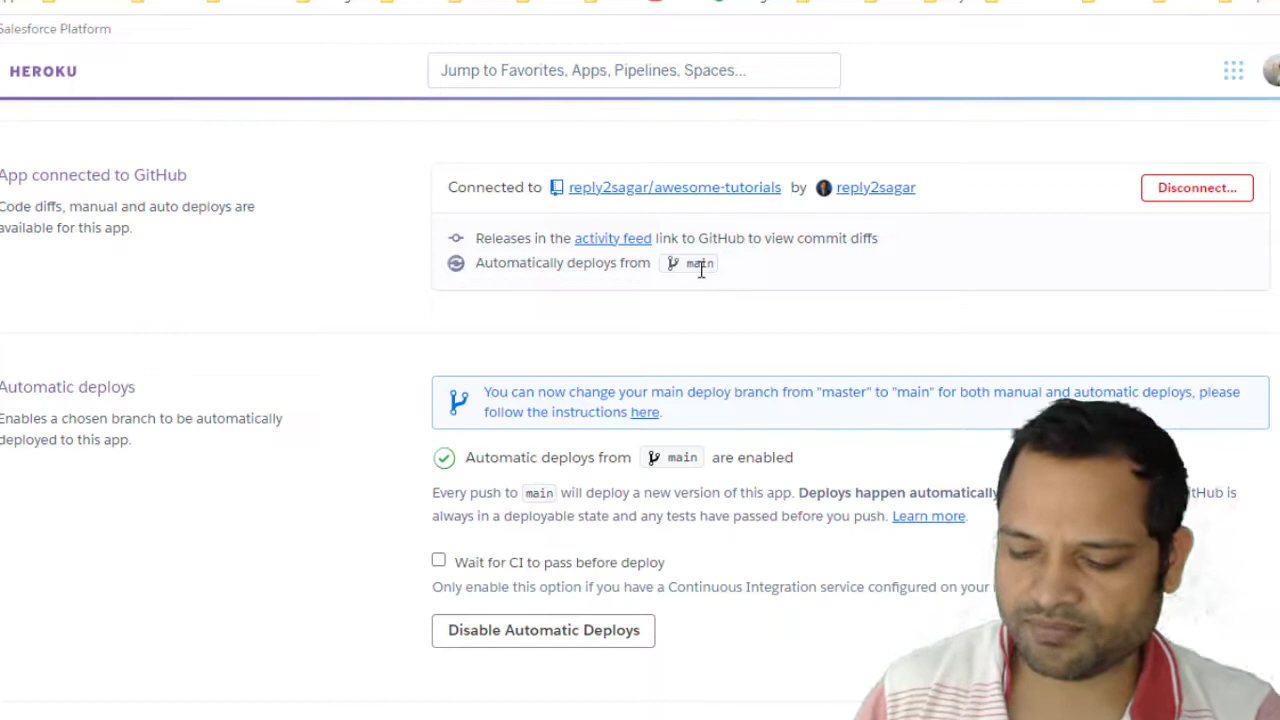 Salesforce Platform
HEROKU
Jump to Favorites, Apps, Pipelines, Spaces...
App connected to GitHub
Code diffs, manual and auto deploys are
available for this app.
Connected to reply2sagar/awesome-tutorials by reply2sagar
Disconnect...
Releases in the activity feed link to GitHub to view commit diffs
Automatically deploys from main
Automatic deploys
Enables a chosen branch to be automatically
deployed to this app.
You can now change your main deploy branch from "master" to "main" for both manual and automatic deploys, please
follow the instructions here.
Automatic deploys from main are enabled
Every push to main will deploy a new version of this app. Deploys happen automatically
always in a deployable state and any tests have passed before you push. Learn more.
Wait for CI to pass before deploy
Only enable this option if you have a Continuous Integration service configured on your
Disable Automatic Deploys